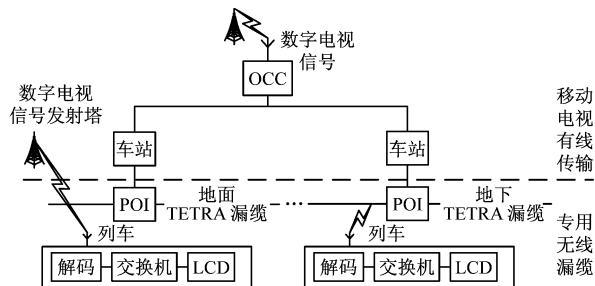 数字电视
信号
OCC
数字电视
信号发射塔
移动
电视
有线
传输
车站
车站
POI
地面
TETRA 漏缆
…
POI
地下
TETRA 漏缆
列车
列车
专用
无线
漏缆
解码
交换机
LCD
解码
交换机
LCD